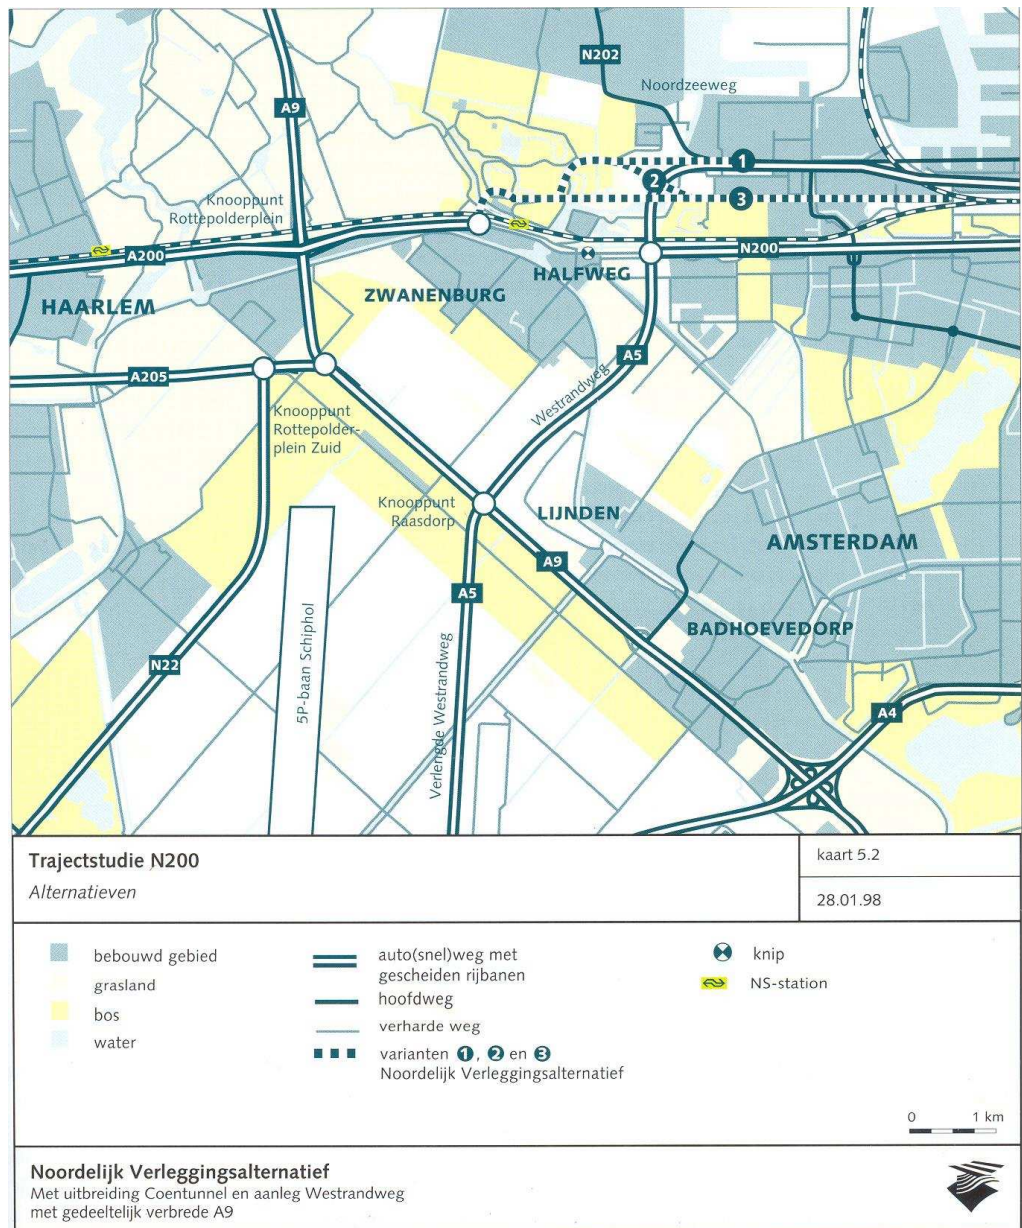 N202
Noordzeeweg
A9
1
2
3
Knooppunt
Rottepolderplein
A200
N200
HALFWEG
ZWANENBURG
HAARLEM
A205
A5
Westrandweg
Knooppunt
Rottepolder-
plein Zuid
Knooppunt
Raasdorp
LIJNDEN
AMSTERDAM
A9
A5
BADHOEVEDORP
N22
5P-baan Schiphol
Verlengde Westrandweg
A4
Trajectstudie N200
Alternatieven
kaart 5.2
28.01.98
bebouwd gebied
grasland
bos
water
auto(snel)weg met
gescheiden rijbanen
hoofdweg
verharde weg
varianten 1, 2 en 3
Noordelijk Verleggingsalternatief
knip
NS-station
0 1 km
Noordelijk Verleggingsalternatief
Met uitbreiding Coentunnel en aanleg Westrandweg
met gedeeltelijk verbrede A9